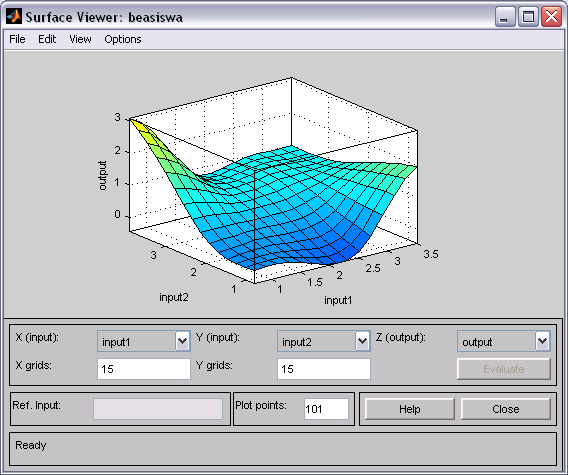 Surface Viewer: beasiswa
File Edit View Options
3
2
1
0
output
3
2
1
input2
1
1.5
2
2.5
3
3.5
input1
X (input): input1 Y (input): input2 Z (output): output
X grids: 15 Y grids: 15 Evaluate
Ref. Input: Plot points: 101 Help Close
Ready